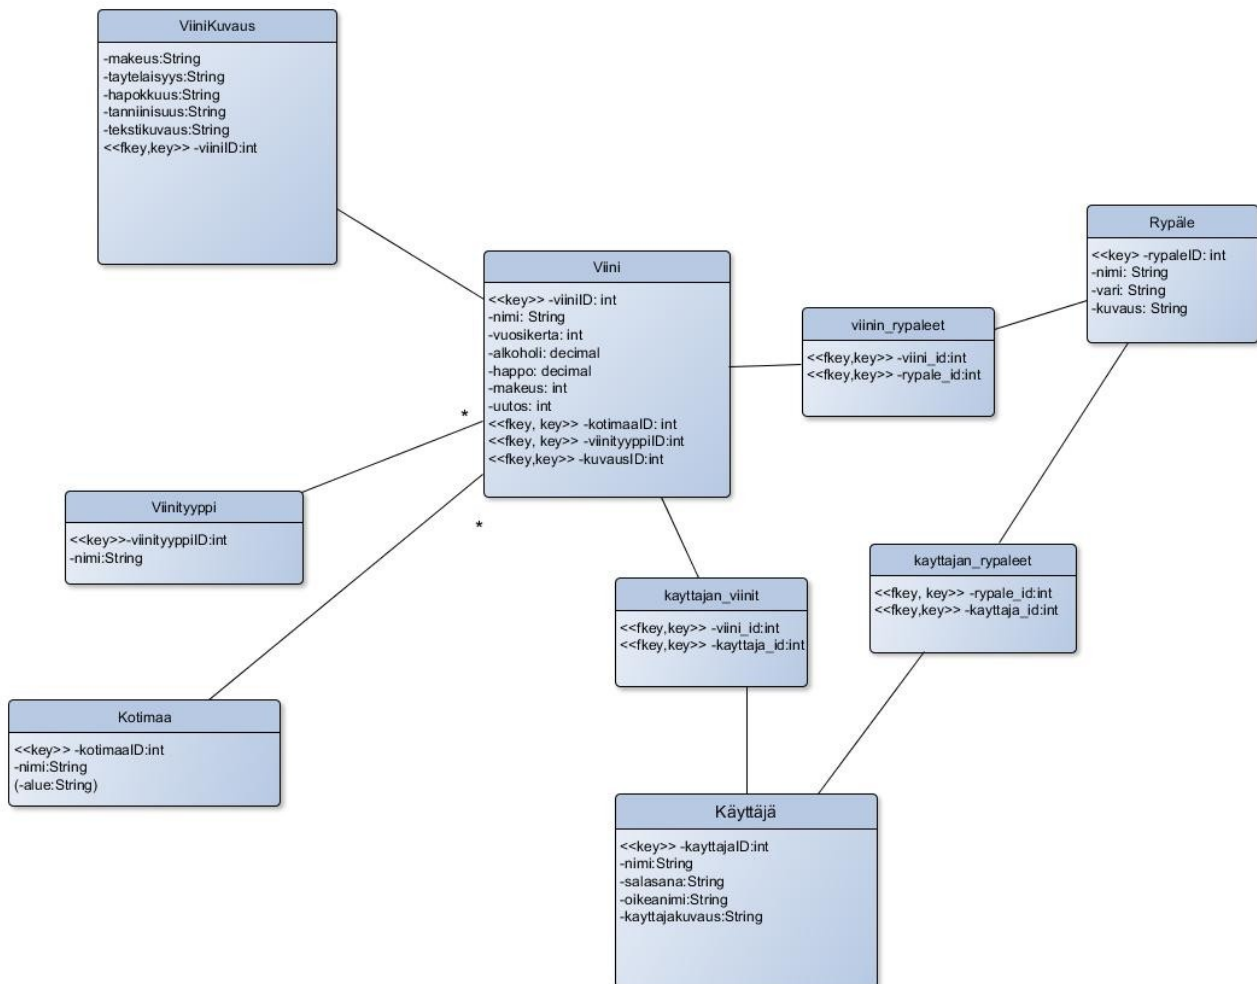 ViiniKuvaus
-makeus:String
-taytelaisyys:String
-hapokkuus:String
-tanniinisuus:String
-tekstikuvaus:String
<<fkey,key>> -viiniID:int
Viini
<<key>> -viiniID: int
-nimi: String
-vuosikerta: int
-alkoholi: decimal
-happo: decimal
-makeus: int
-uutos: int
<<fkey, key>> -kotimaaID: int
<<fkey, key>> -viinityyppiID:int
<<fkey,key>> -kuvausID:int
Rypäle
<<key> -rypaleID: int
-nimi: String
-vari: String
-kuvaus: String
viinin_rypaleet
<<fkey,key>> -viini_id:int
<<fkey,key>> -rypale_id:int
*
Viinityyppi
<<key>>-viinityyppiID:int
-nimi:String
*
kayttajan_viinit
<<fkey,key>> -viini_id:int
<<fkey,key>> -kayttaja_id:int
kayttajan_rypaleet
<<fkey, key>> -rypale_id:int
<<fkey,key>> -kayttaja_id:int
Kotimaa
<<key>> -kotimaaID:int
-nimi:String
(-alue:String)
Käyttäjä
<<key>> -kayttajaID:int
-nimi:String
-salasana:String
-oikeanimi:String
-kayttajakuvaus:String